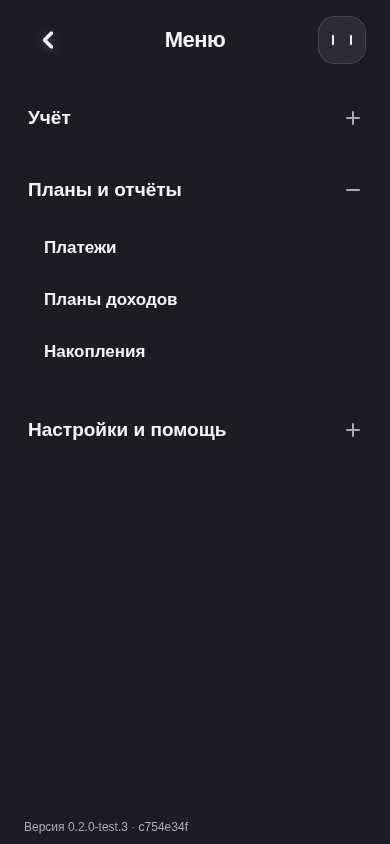 Меню
Учёт
Планы и отчёты
Платежи
Планы доходов
Накопления
Настройки и помощь
Версия 0.2.0-test.3 · c754e34f